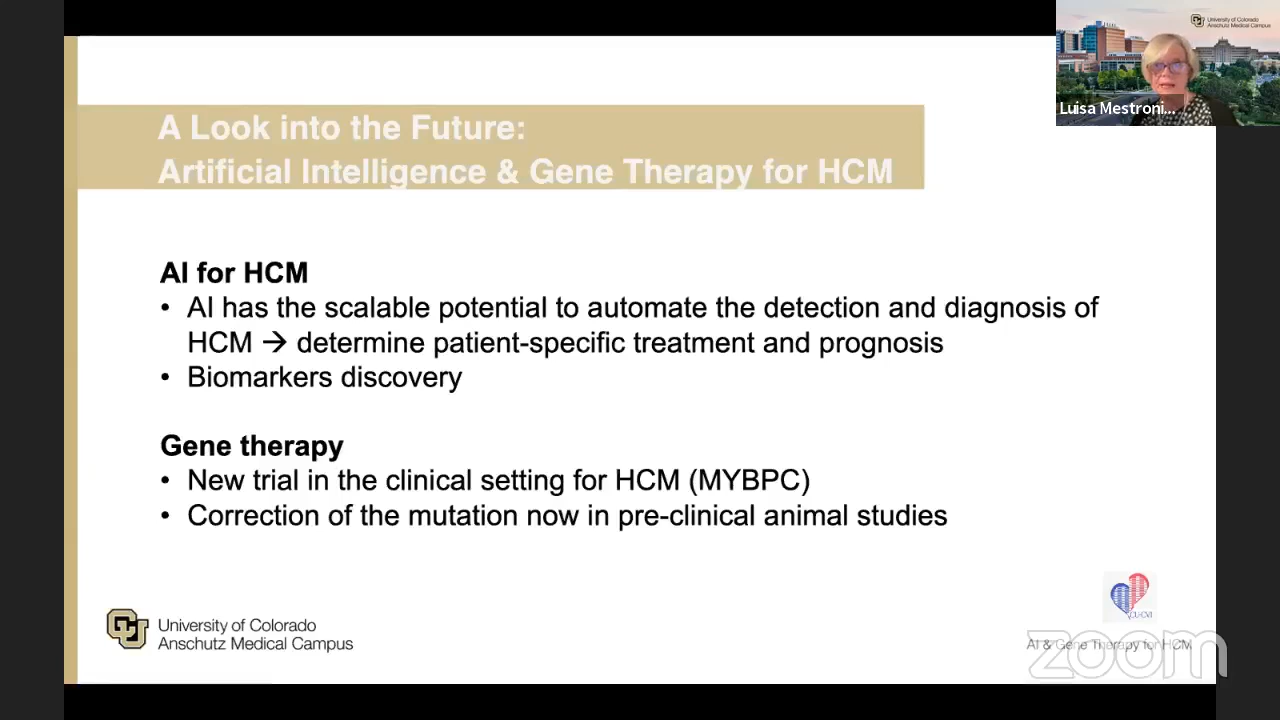 University of Colorado
Anschutz Medical Campus
Luisa Mestroni...
A Look into the Future:
Artificial Intelligence & Gene Therapy for HCM
AI for HCM
• AI has the scalable potential to automate the detection and diagnosis of
HCM → determine patient-specific treatment and prognosis
• Biomarkers discovery
Gene therapy
• New trial in the clinical setting for HCM (MYBPC)
• Correction of the mutation now in pre-clinical animal studies
CU-CVI
University of Colorado
Anschutz Medical Campus
AI & Gene Therapy for HCM
zoom